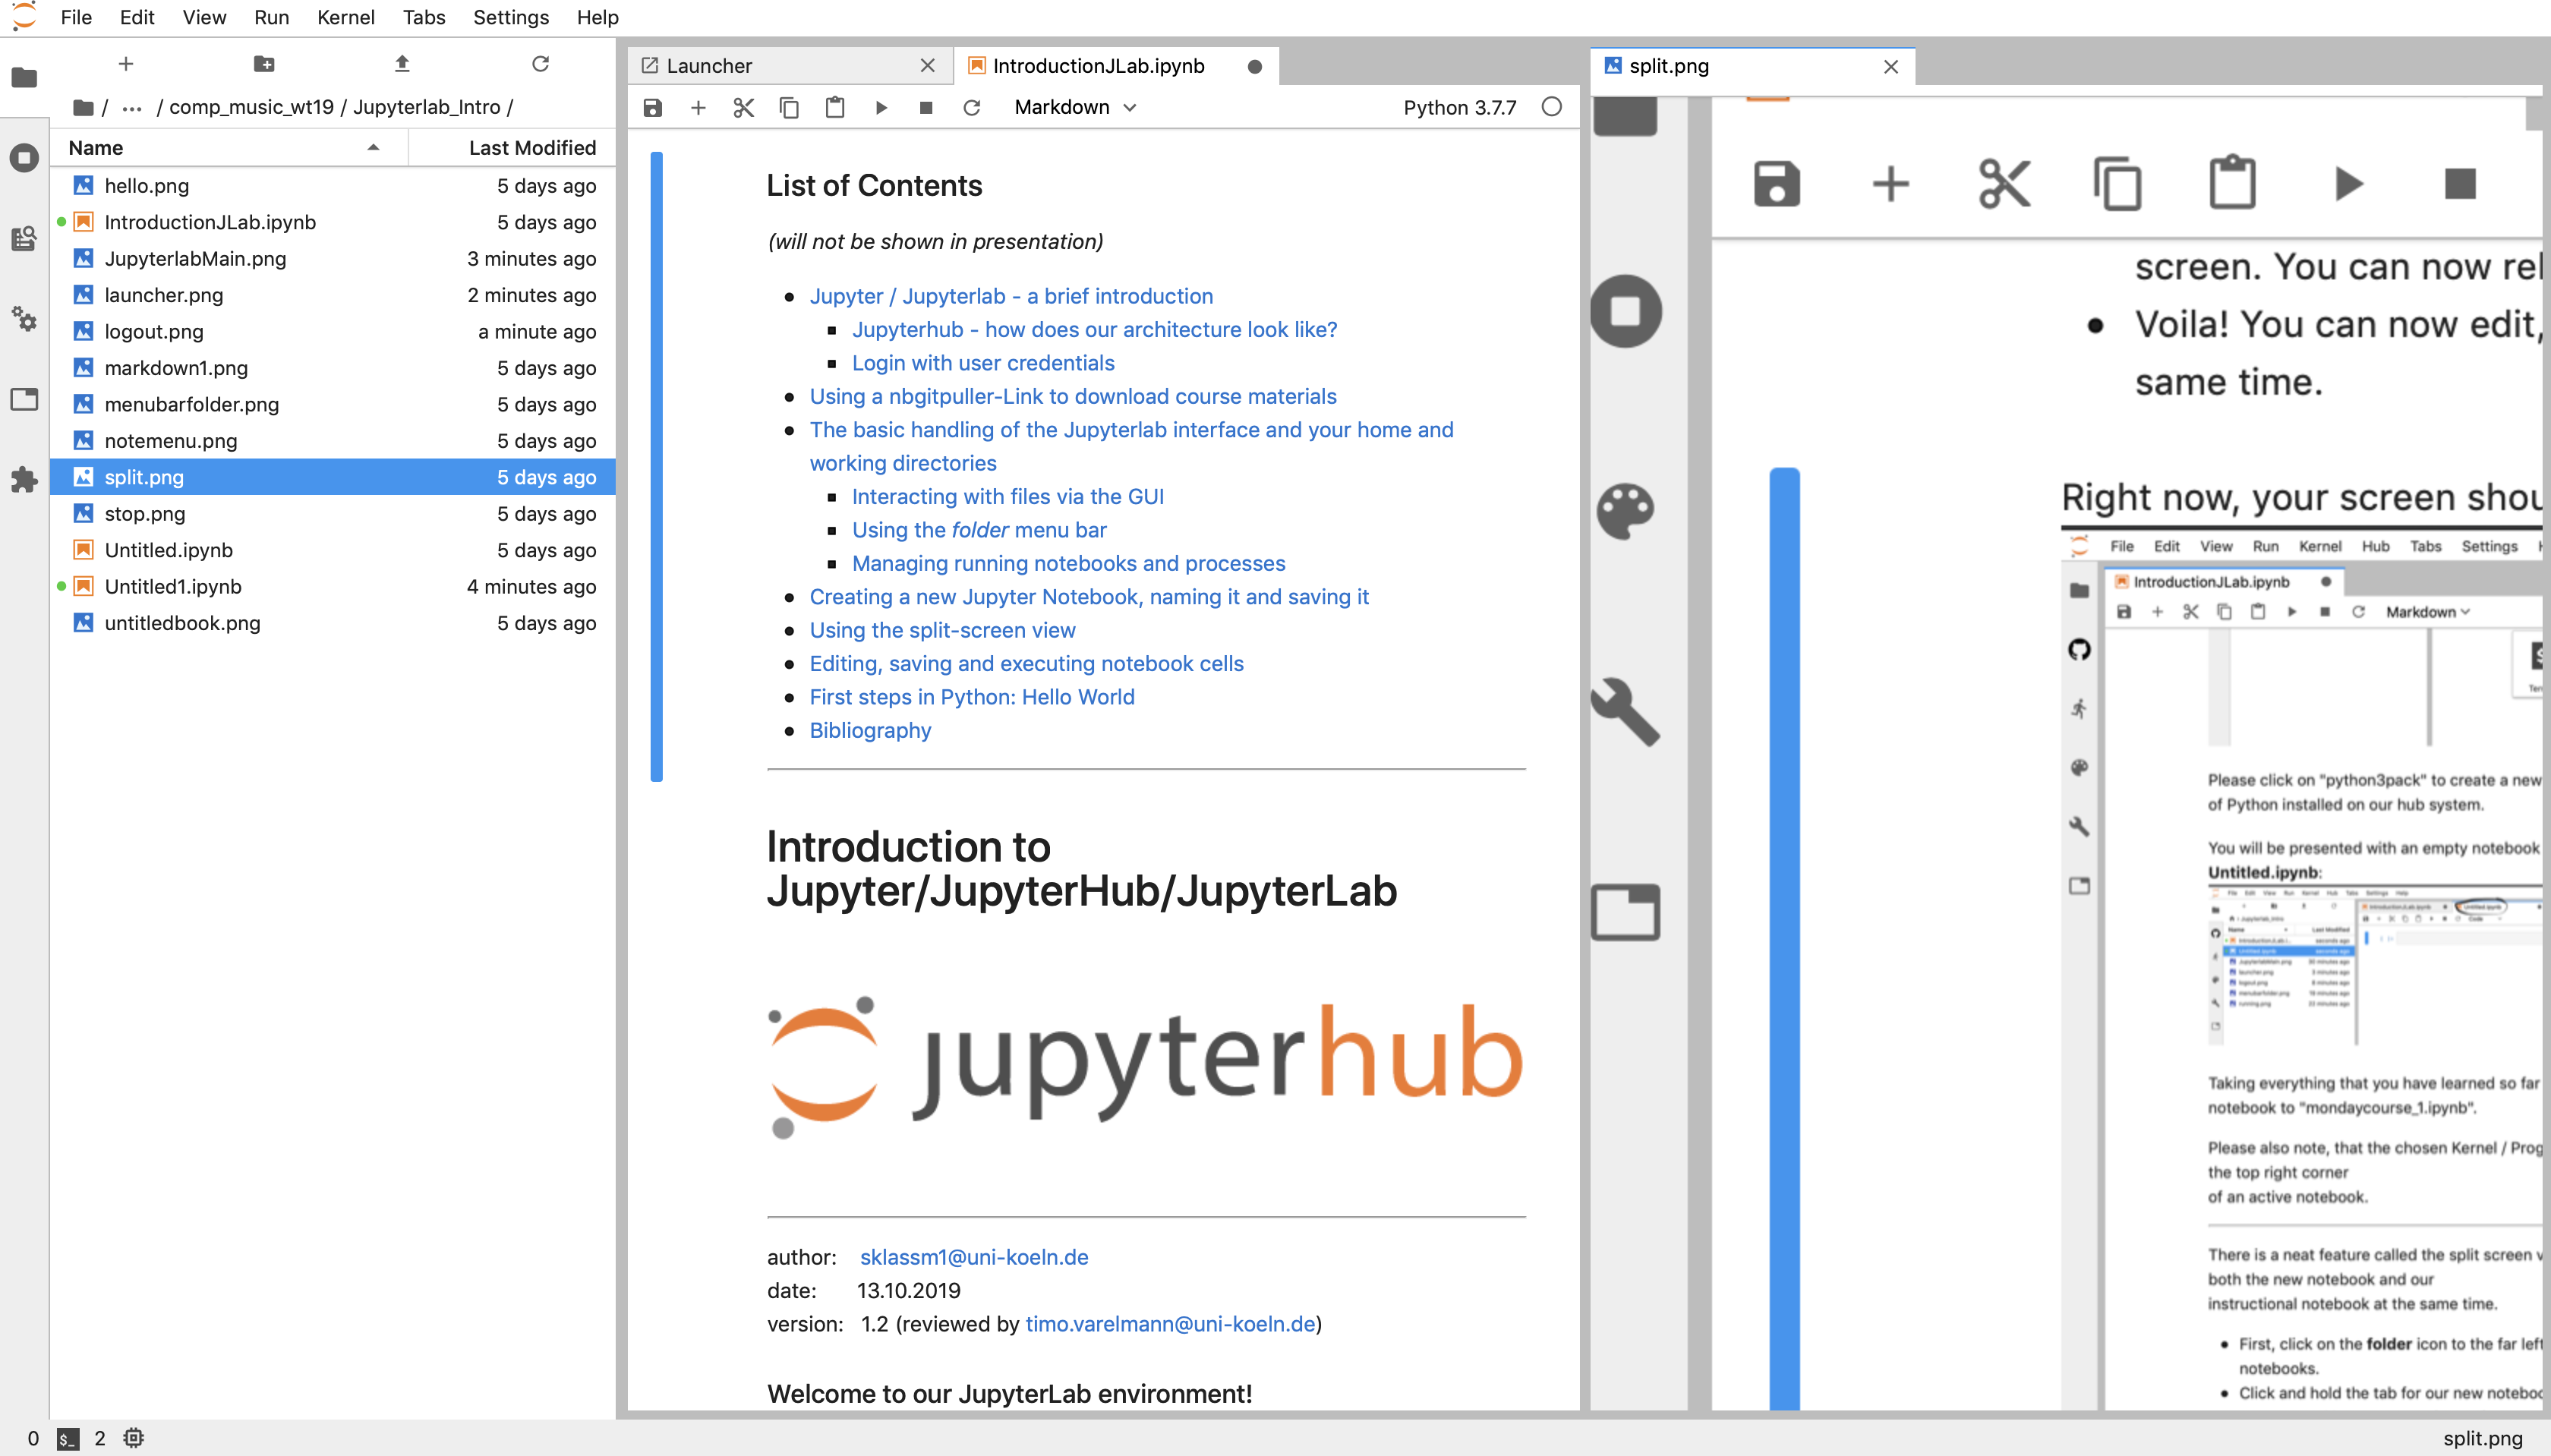 File Edit View Run Kernel Tabs Settings Help
/ ... / comp_music_wt19 / Jupyterlab_Intro /
Name Last Modified
hello.png 5 days ago
IntroductionJLab.ipynb 5 days ago
JupyterlabMain.png 3 minutes ago
launcher.png 2 minutes ago
logout.png a minute ago
markdown1.png 5 days ago
menubarfolder.png 5 days ago
notemenu.png 5 days ago
split.png 5 days ago
stop.png 5 days ago
Untitled.ipynb 5 days ago
Untitled1.ipynb 4 minutes ago
untitledbook.png 5 days ago
Launcher
IntroductionJLab.ipynb
Markdown Python 3.7.7
List of Contents
(will not be shown in presentation)
Jupyter / Jupyterlab - a brief introduction
Jupyterhub - how does our architecture look like?
Login with user credentials
Using a nbgitpuller-Link to download course materials
The basic handling of the Jupyterlab interface and your home and
working directories
Interacting with files via the GUI
Using the folder menu bar
Managing running notebooks and processes
Creating a new Jupyter Notebook, naming it and saving it
Using the split-screen view
Editing, saving and executing notebook cells
First steps in Python: Hello World
Bibliography
Introduction to
Jupyter/JupyterHub/JupyterLab
jupyterhub
author: sklassm1@uni-koeln.de
date: 13.10.2019
version: 1.2 (reviewed by timo.varelmann@uni-koeln.de)
Welcome to our JupyterLab environment!
split.png
screen. You can now rel
Voila! You can now edit,
same time.
Right now, your screen shou
File Edit View Run Kernel Hub Tabs Settings
IntroductionJLab.ipynb
Markdown
Please click on "python3pack" to create a new
of Python installed on our hub system.
You will be presented with an empty notebook
Untitled.ipynb:
Taking everything that you have learned so far
notebook to "mondaycourse_1.ipynb".
Please also note, that the chosen Kernel / Prog
the top right corner
of an active notebook.
There is a neat feature called the split screen v
both the new notebook and our
instructional notebook at the same time.
First, click on the folder icon to the far left
notebooks.
Click and hold the tab for our new noteboo
0 $_ 2
split.png